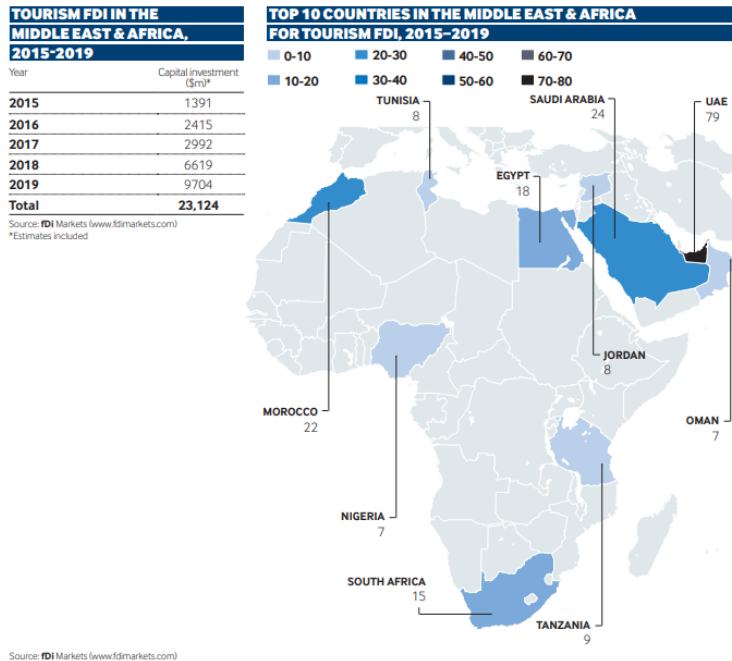 TOURISM FDI IN THE
MIDDLE EAST & AFRICA,
2015-2019
Year
Capital investment
($m)*
2015 1391
2016 2415
2017 2992
2018 6619
2019 9704
Total 23,124
Source: fDi Markets (www.fdimarkets.com)
*Estimates included
TOP 10 COUNTRIES IN THE MIDDLE EAST & AFRICA
FOR TOURISM FDI, 2015–2019
0-10 20-30 40-50 60-70
10-20 30-40 50-60 70-80
TUNISIA
8
SAUDI ARABIA
24
UAE
79
EGYPT
18
JORDAN
8
MOROCCO
22
OMAN
7
NIGERIA
7
SOUTH AFRICA
15
TANZANIA
9
Source: fDi Markets (www.fdimarkets.com)